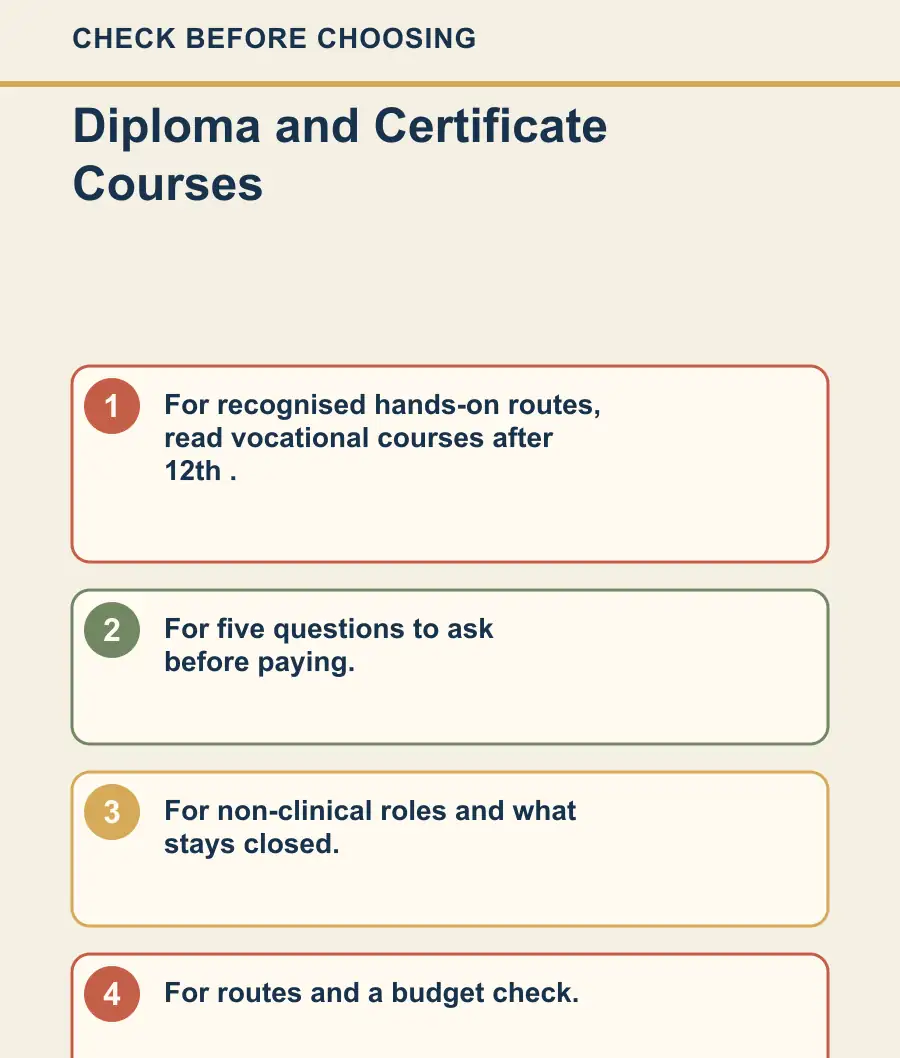 CHECK BEFORE CHOOSING
Diploma and Certificate
Courses
1
For recognised hands-on routes,
read vocational courses after
12th .
2
For five questions to ask
before paying.
3
For non-clinical roles and what
stays closed.
4
For routes and a budget check.